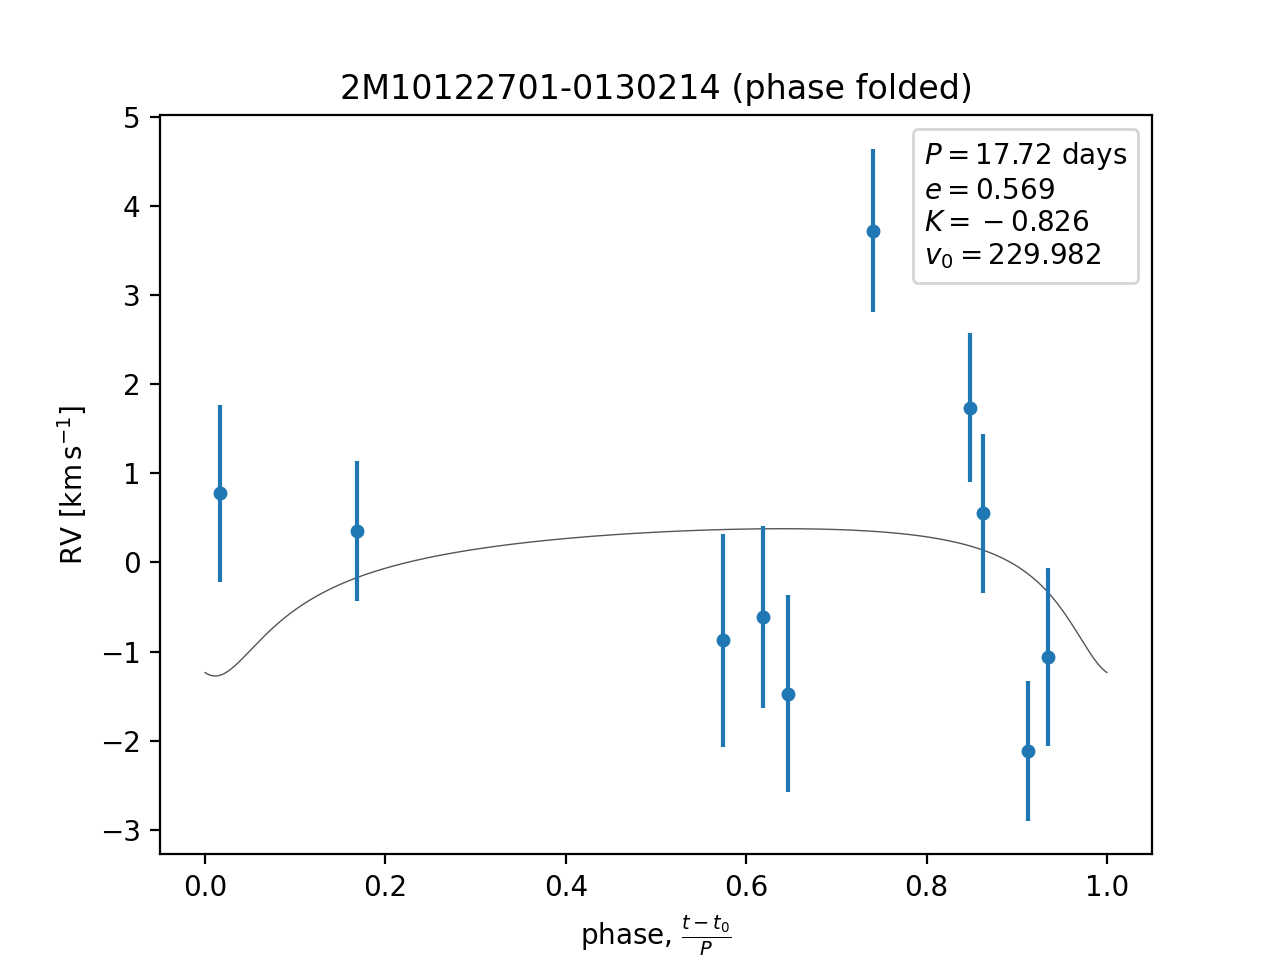 2M10122701-0130214 (phase folded)
P = 17.72 days
e = 0.569
K = −0.826
v₀ = 229.982
RV [km s⁻¹]
5
4
3
2
1
0
−1
−2
−3
0.0 0.2 0.4 0.6 0.8 1.0
phase, (t − t₀)/P